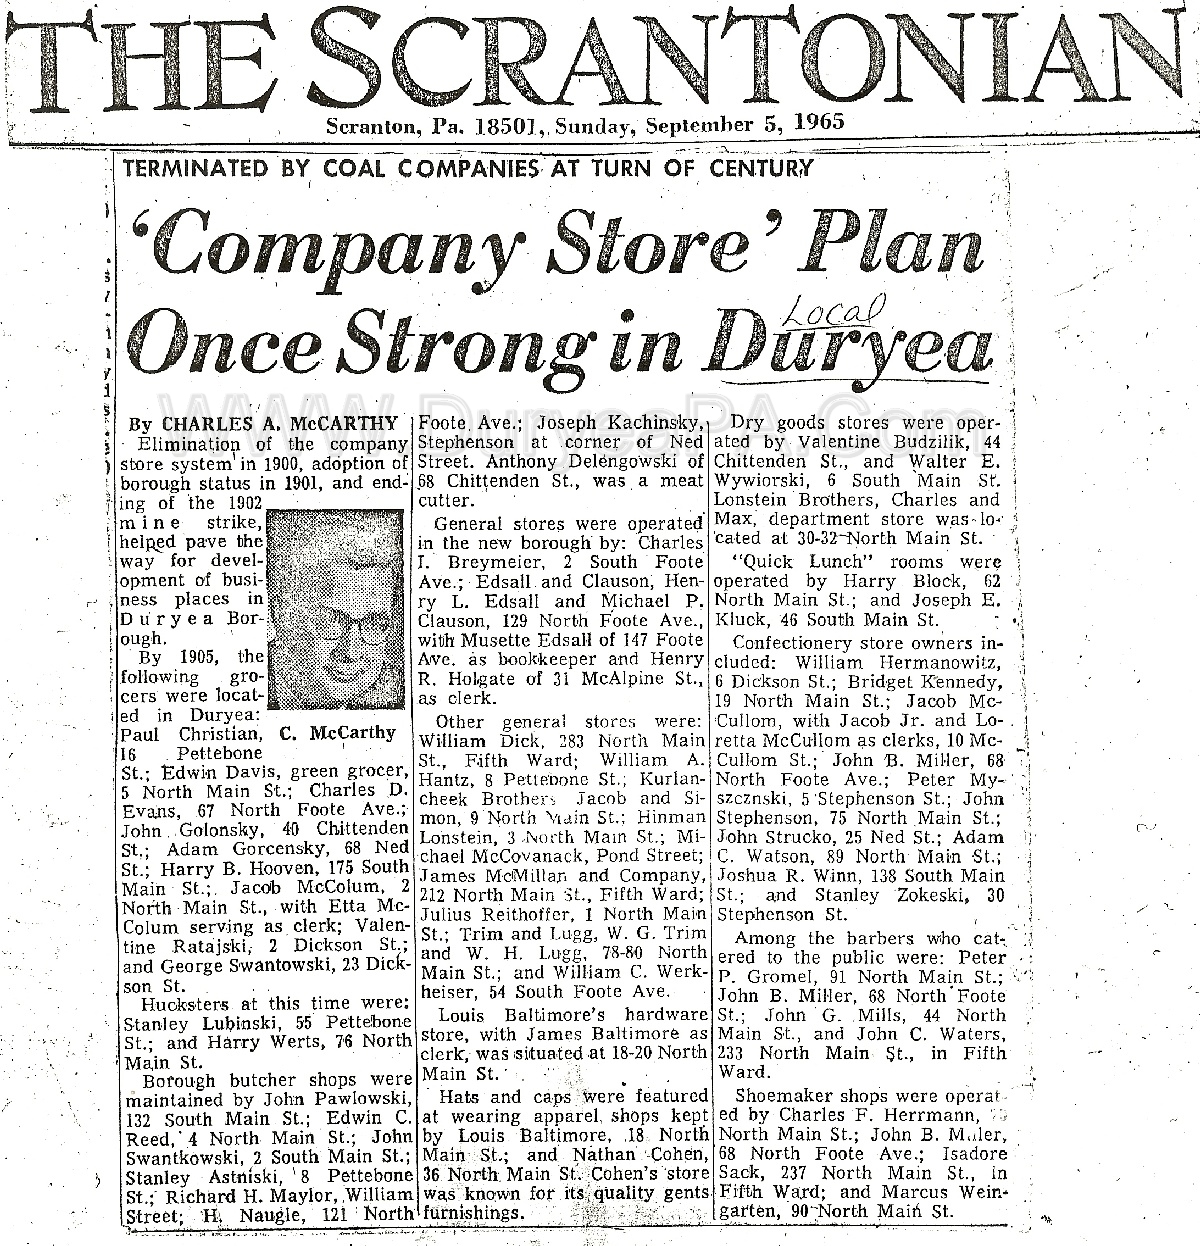 THE SCRANTONIAN
Scranton, Pa. 18501, Sunday, September 5, 1965
TERMINATED BY COAL COMPANIES AT TURN OF CENTURY
‘Company Store’ Plan
Local
Once Strong in Duryea
WWW.DuryeaPA.Com
By CHARLES A. McCARTHY
Elimination of the company
store system in 1900, adoption of
borough status in 1901, and end-
ing of the 1902
mine strike,
helped pave the
way for devel-
opment of busi-
ness places in
Duryea Bor-
ough.
By 1905, the
following gro-
cers were locat-
ed in Duryea:
Paul Christian,
C. McCarthy
16 Pettebone
St.; Edwin Davis, green grocer,
5 North Main St.; Charles D.
Evans, 67 North Foote Ave.;
John Golonsky, 40 Chittenden
St.; Adam Gorcensky, 68 Ned
St.; Harry B. Hooven, 175 South
Main St.; Jacob McColum, 2
North Main St., with Etta Mc-
Colum serving as clerk; Valen-
tine Ratajski, 2 Dickson St.;
and George Swantowski, 23 Dick-
son St.
Hucksters at this time were:
Stanley Lubinski, 55 Pettebone
St.; and Harry Werts, 76 North
Main St.
Borough butcher shops were
maintained by John Pawlowski,
132 South Main St.; Edwin C.
Reed, 4 North Main St.; John
Swantkowski, 2 South Main St.;
Stanley Astniski, 8 Pettebone
St.; Richard H. Maylor, William
Street; H. Naugle, 121 North
Foote Ave.; Joseph Kachinsky,
Stephenson at corner of Ned
Street. Anthony Delengowski of
68 Chittenden St., was a meat
cutter.
General stores were operated
in the new borough by: Charles
I. Breymeier, 2 South Foote
Ave.; Edsall and Clauson, Hen-
ry L. Edsall and Michael P.
Clauson, 129 North Foote Ave.,
with Musette Edsall of 147 Foote
Ave. as bookkeeper and Henry
R. Holgate of 31 McAlpine St.,
as clerk.
Other general stores were:
William Dick, 283 North Main
St., Fifth Ward; William A.
Hantz, 8 Pettebone St.; Kurlan-
cheek Brothers Jacob and Si-
mon, 9 North Main St.; Hinman
Lonstein, 3 North Main St.; Mi-
chael McCovanack, Pond Street;
James McMillan and Company,
212 North Main St., Fifth Ward;
Julius Reithoffer, 1 North Main
St.; Trim and Lugg, W. G. Trim
and W. H. Lugg, 78-80 North
Main St.; and William C. Werk-
heiser, 54 South Foote Ave.
Louis Baltimore's hardware
store, with James Baltimore as
clerk, was situated at 18-20 North
Main St.
Hats and caps were featured
at wearing apparel shops kept
by Louis Baltimore, 18 North
Main St.; and Nathan Cohen,
36 North Main St. Cohen's store
was known for its quality gents
furnishings.
Dry goods stores were oper-
ated by Valentine Budzilik, 44
Chittenden St., and Walter E.
Wywiorski, 6 South Main St.
Lonstein Brothers, Charles and
Max, department store was lo-
cated at 30-32 North Main St.
“Quick Lunch” rooms were
operated by Harry Block, 62
North Main St.; and Joseph E.
Kluck, 46 South Main St.
Confectionery store owners in-
cluded: William Hermanowitz,
6 Dickson St.; Bridget Kennedy,
19 North Main St.; Jacob Mc-
Cullom, with Jacob Jr. and Lo-
retta McCullom as clerks, 10 Mc-
Cullom St.; John B. Miller, 68
North Foote Ave.; Peter My-
szcznski, 5 Stephenson St.; John
Stephenson, 75 North Main St.;
John Strucko, 25 Ned St.; Adam
C. Watson, 89 North Main St.;
Joshua R. Winn, 138 South Main
St.; and Stanley Zokeski, 30
Stephenson St.
Among the barbers who cat-
ered to the public were: Peter
P. Gromel, 91 North Main St.;
John B. Miller, 68 North Foote
St.; John G. Mills, 44 North
Main St., and John C. Waters,
233 North Main St., in Fifth
Ward.
Shoemaker shops were operat-
ed by Charles F. Herrmann,
North Main St.; John B. Miller,
68 North Foote Ave.; Isadore
Sack, 237 North Main St., in
Fifth Ward; and Marcus Wein-
garten, 90 North Main St.